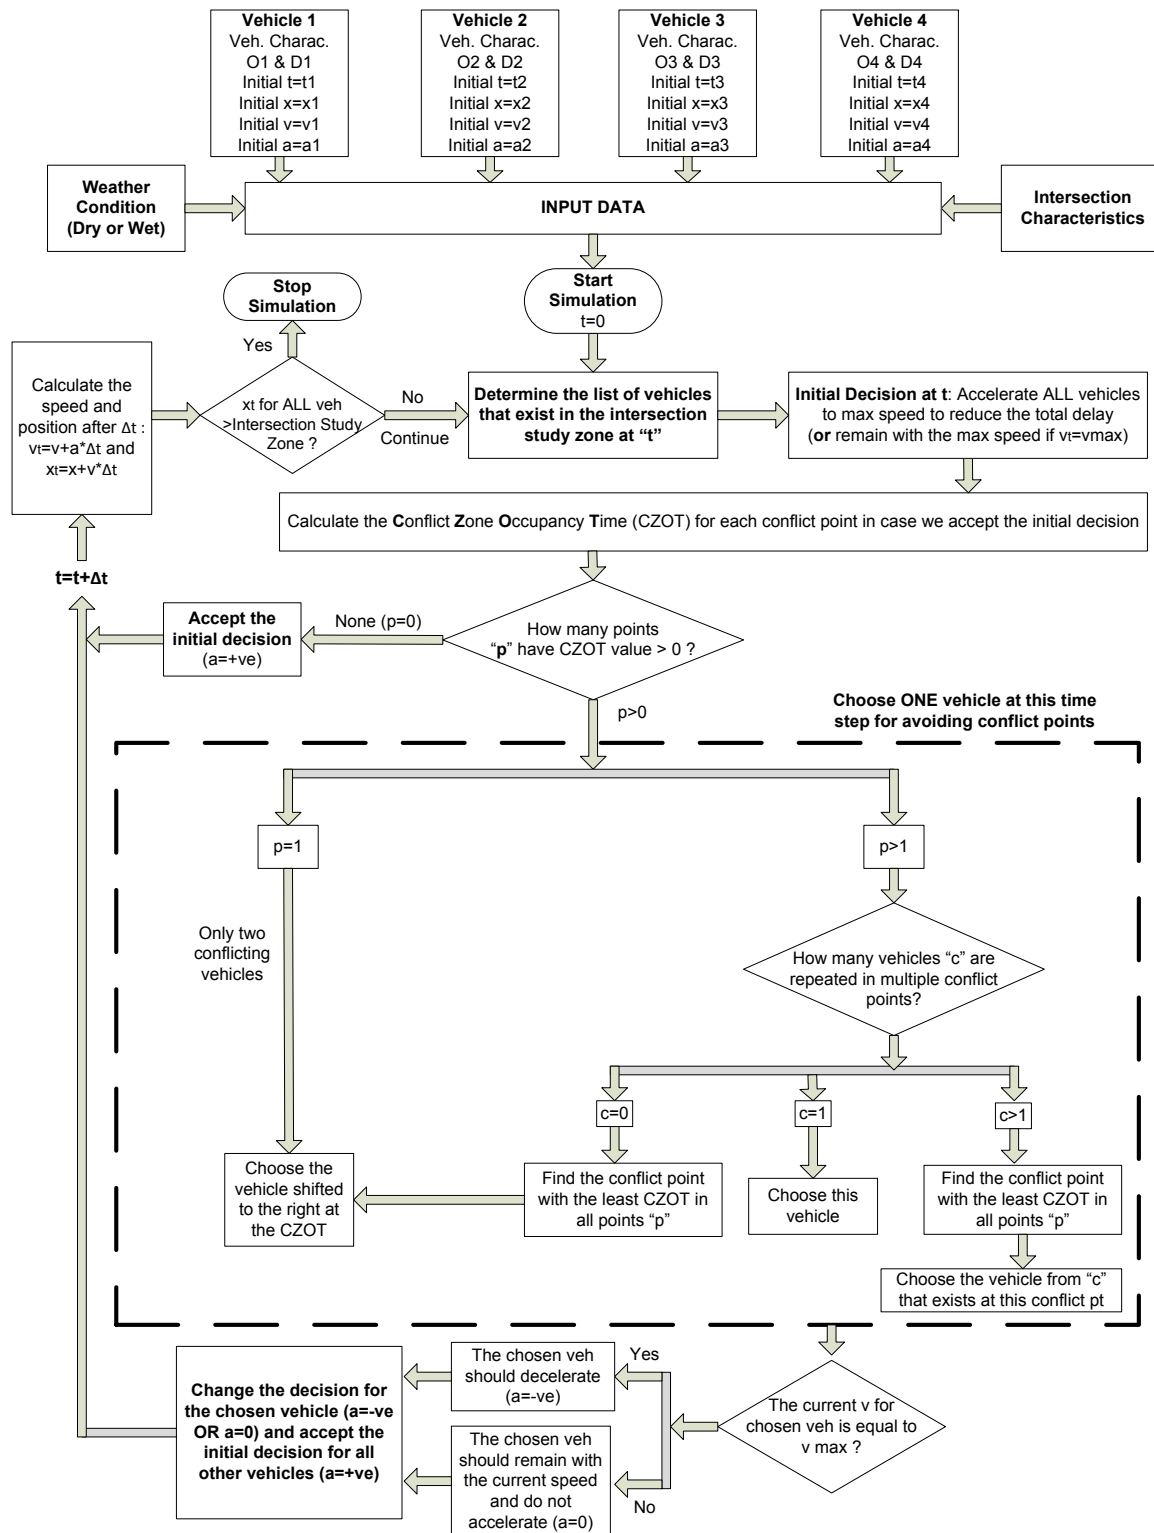 Vehicle 1
Veh. Charac.
O1 & D1
Initial t=t1
Initial x=x1
Initial v=v1
Initial a=a1
Vehicle 2
Veh. Charac.
O2 & D2
Initial t=t2
Initial x=x2
Initial v=v2
Initial a=a2
Vehicle 3
Veh. Charac.
O3 & D3
Initial t=t3
Initial x=x3
Initial v=v3
Initial a=a3
Vehicle 4
Veh. Charac.
O4 & D4
Initial t=t4
Initial x=x4
Initial v=v4
Initial a=a4
Weather
Condition
(Dry or Wet)
INPUT DATA
Intersection
Characteristics
Stop
Simulation
Start
Simulation
t=0
Yes
Calculate the
speed and
position after Δt :
vt=v+a*Δt and
xt=x+v*Δt
xt for ALL veh
>Intersection Study
Zone ?
No
Continue
Determine the list of vehicles
that exist in the intersection
study zone at “t”
Initial Decision at t: Accelerate ALL vehicles
to max speed to reduce the total delay
(or remain with the max speed if vt=vmax)
Calculate the Conflict Zone Occupancy Time (CZOT) for each conflict point in case we accept the initial decision
t=t+Δt
Accept the
initial decision
(a=+ve)
None (p=0)
How many points
“p” have CZOT value > 0 ?
p>0
Choose ONE vehicle at this time
step for avoiding conflict points
p=1
p>1
Only two
conflicting
vehicles
How many vehicles “c” are
repeated in multiple conflict
points?
c=0
c=1
c>1
Choose the
vehicle shifted
to the right at
the CZOT
Find the conflict point
with the least CZOT in
all points “p”
Choose this
vehicle
Find the conflict point
with the least CZOT in
all points “p”
Choose the vehicle from “c”
that exists at this conflict pt
Change the decision for
the chosen vehicle (a=-ve
OR a=0) and accept the
initial decision for all
other vehicles (a=+ve)
The chosen veh
should decelerate
(a=-ve)
Yes
The chosen veh
should remain with
the current speed
and do not
accelerate (a=0)
No
The current v for
chosen veh is equal to
v max ?